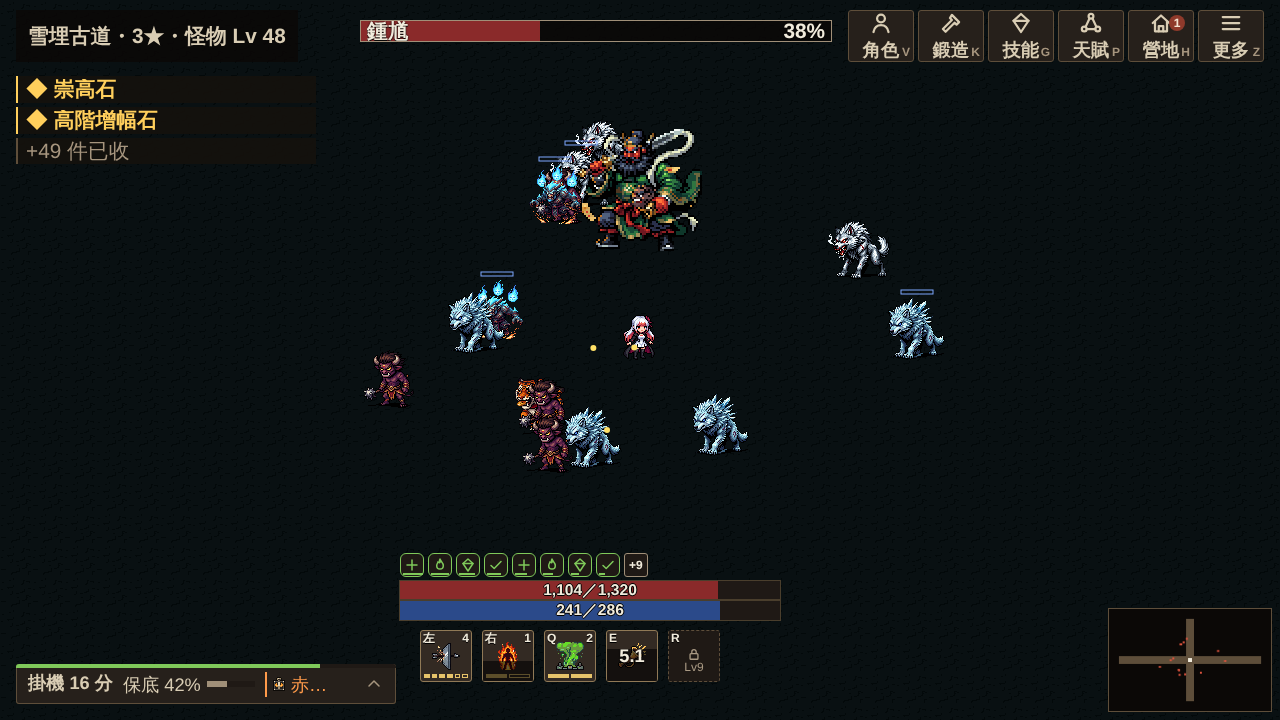 雪埋古道・3★・怪物 Lv 48
鍾馗
38%
角色 V
鍛造 K
技能 G
天賦 P
營地 H
1
更多 Z
崇高石
高階增幅石
+49 件已收
+9
1,104／1,320
241／286
左 4
右 1
Q 2
E
5.1
R
Lv9
掛機 16 分
保底 42%
赤…